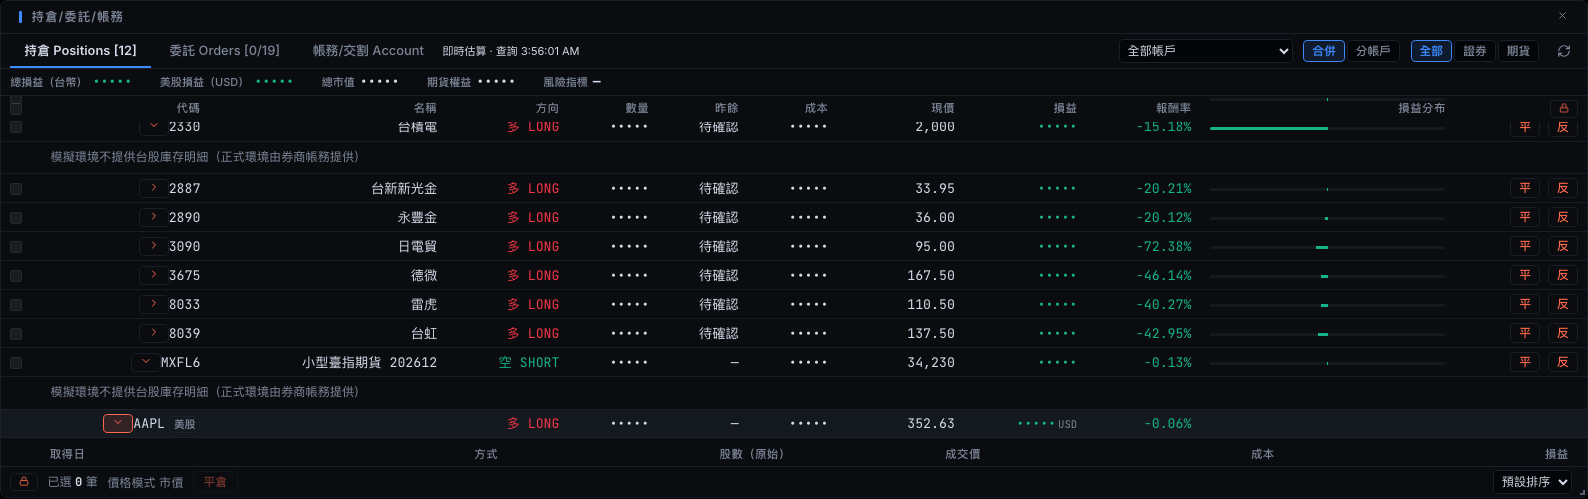 持倉/委託/帳務 ×
持倉 Positions [12] 委託 Orders [0/19] 帳務/交割 Account 即時估算 · 查詢 3:56:01 AM 全部帳戶 合併 分帳戶 全部 證券 期貨
總損益 (台幣) ••••• 美股損益 (USD) ••••• 總市值 ••••• 期貨權益 ••••• 風險指標 —
代碼 名稱 方向 數量 昨餘 成本 現價 損益 報酬率 損益分布
2330 台積電 多 LONG ••••• 待確認 ••••• 2,000 ••••• -15.18% 平 反
模擬環境不提供台股庫存明細 (正式環境由券商帳務提供)
2887 台新新光金 多 LONG ••••• 待確認 ••••• 33.95 ••••• -20.21% 平 反
2890 永豐金 多 LONG ••••• 待確認 ••••• 36.00 ••••• -20.12% 平 反
3090 日電貿 多 LONG ••••• 待確認 ••••• 95.00 ••••• -72.38% 平 反
3675 德微 多 LONG ••••• 待確認 ••••• 167.50 ••••• -46.14% 平 反
8033 雷虎 多 LONG ••••• 待確認 ••••• 110.50 ••••• -40.27% 平 反
8039 台虹 多 LONG ••••• 待確認 ••••• 137.50 ••••• -42.95% 平 反
MXFL6 小型臺指期貨 202612 空 SHORT ••••• — ••••• 34,230 ••••• -0.13% 平 反
模擬環境不提供台股庫存明細 (正式環境由券商帳務提供)
AAPL 美股 多 LONG ••••• — ••••• 352.63 ••••• USD -0.06%
取得日 方式 股數 (原始) 成交價 成本 損益
已選 0 筆 價格模式 市價 平倉 預設排序